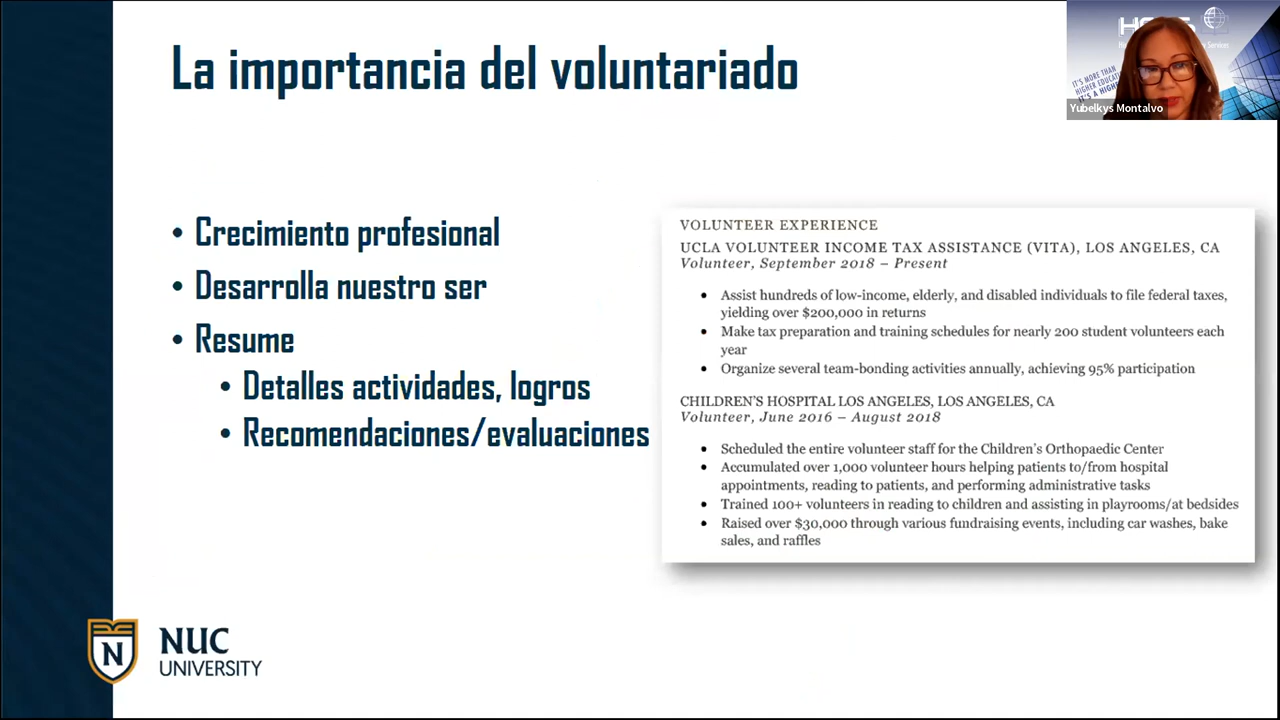 La importancia del voluntariado
• Crecimiento profesional
• Desarrolla nuestro ser
• Resume
• Detalles actividades, logros
• Recomendaciones/evaluaciones
VOLUNTEER EXPERIENCE
UCLA VOLUNTEER INCOME TAX ASSISTANCE (VITA), LOS ANGELES, CA
Volunteer, September 2018 – Present
• Assist hundreds of low-income, elderly, and disabled individuals to file federal taxes,
yielding over $200,000 in returns
• Make tax preparation and training schedules for nearly 200 student volunteers each
year
• Organize several team-bonding activities annually, achieving 95% participation
CHILDREN'S HOSPITAL LOS ANGELES, LOS ANGELES, CA
Volunteer, June 2016 – August 2018
• Scheduled the entire volunteer staff for the Children's Orthopaedic Center
• Accumulated over 1,000 volunteer hours helping patients to/from hospital
appointments, reading to patients, and performing administrative tasks
• Trained 100+ volunteers in reading to children and assisting in playrooms/at bedsides
• Raised over $30,000 through various fundraising events, including car washes, bake
sales, and raffles
IT'S MORE THAN
Yubelkys Montalvo
N
NUC
UNIVERSITY